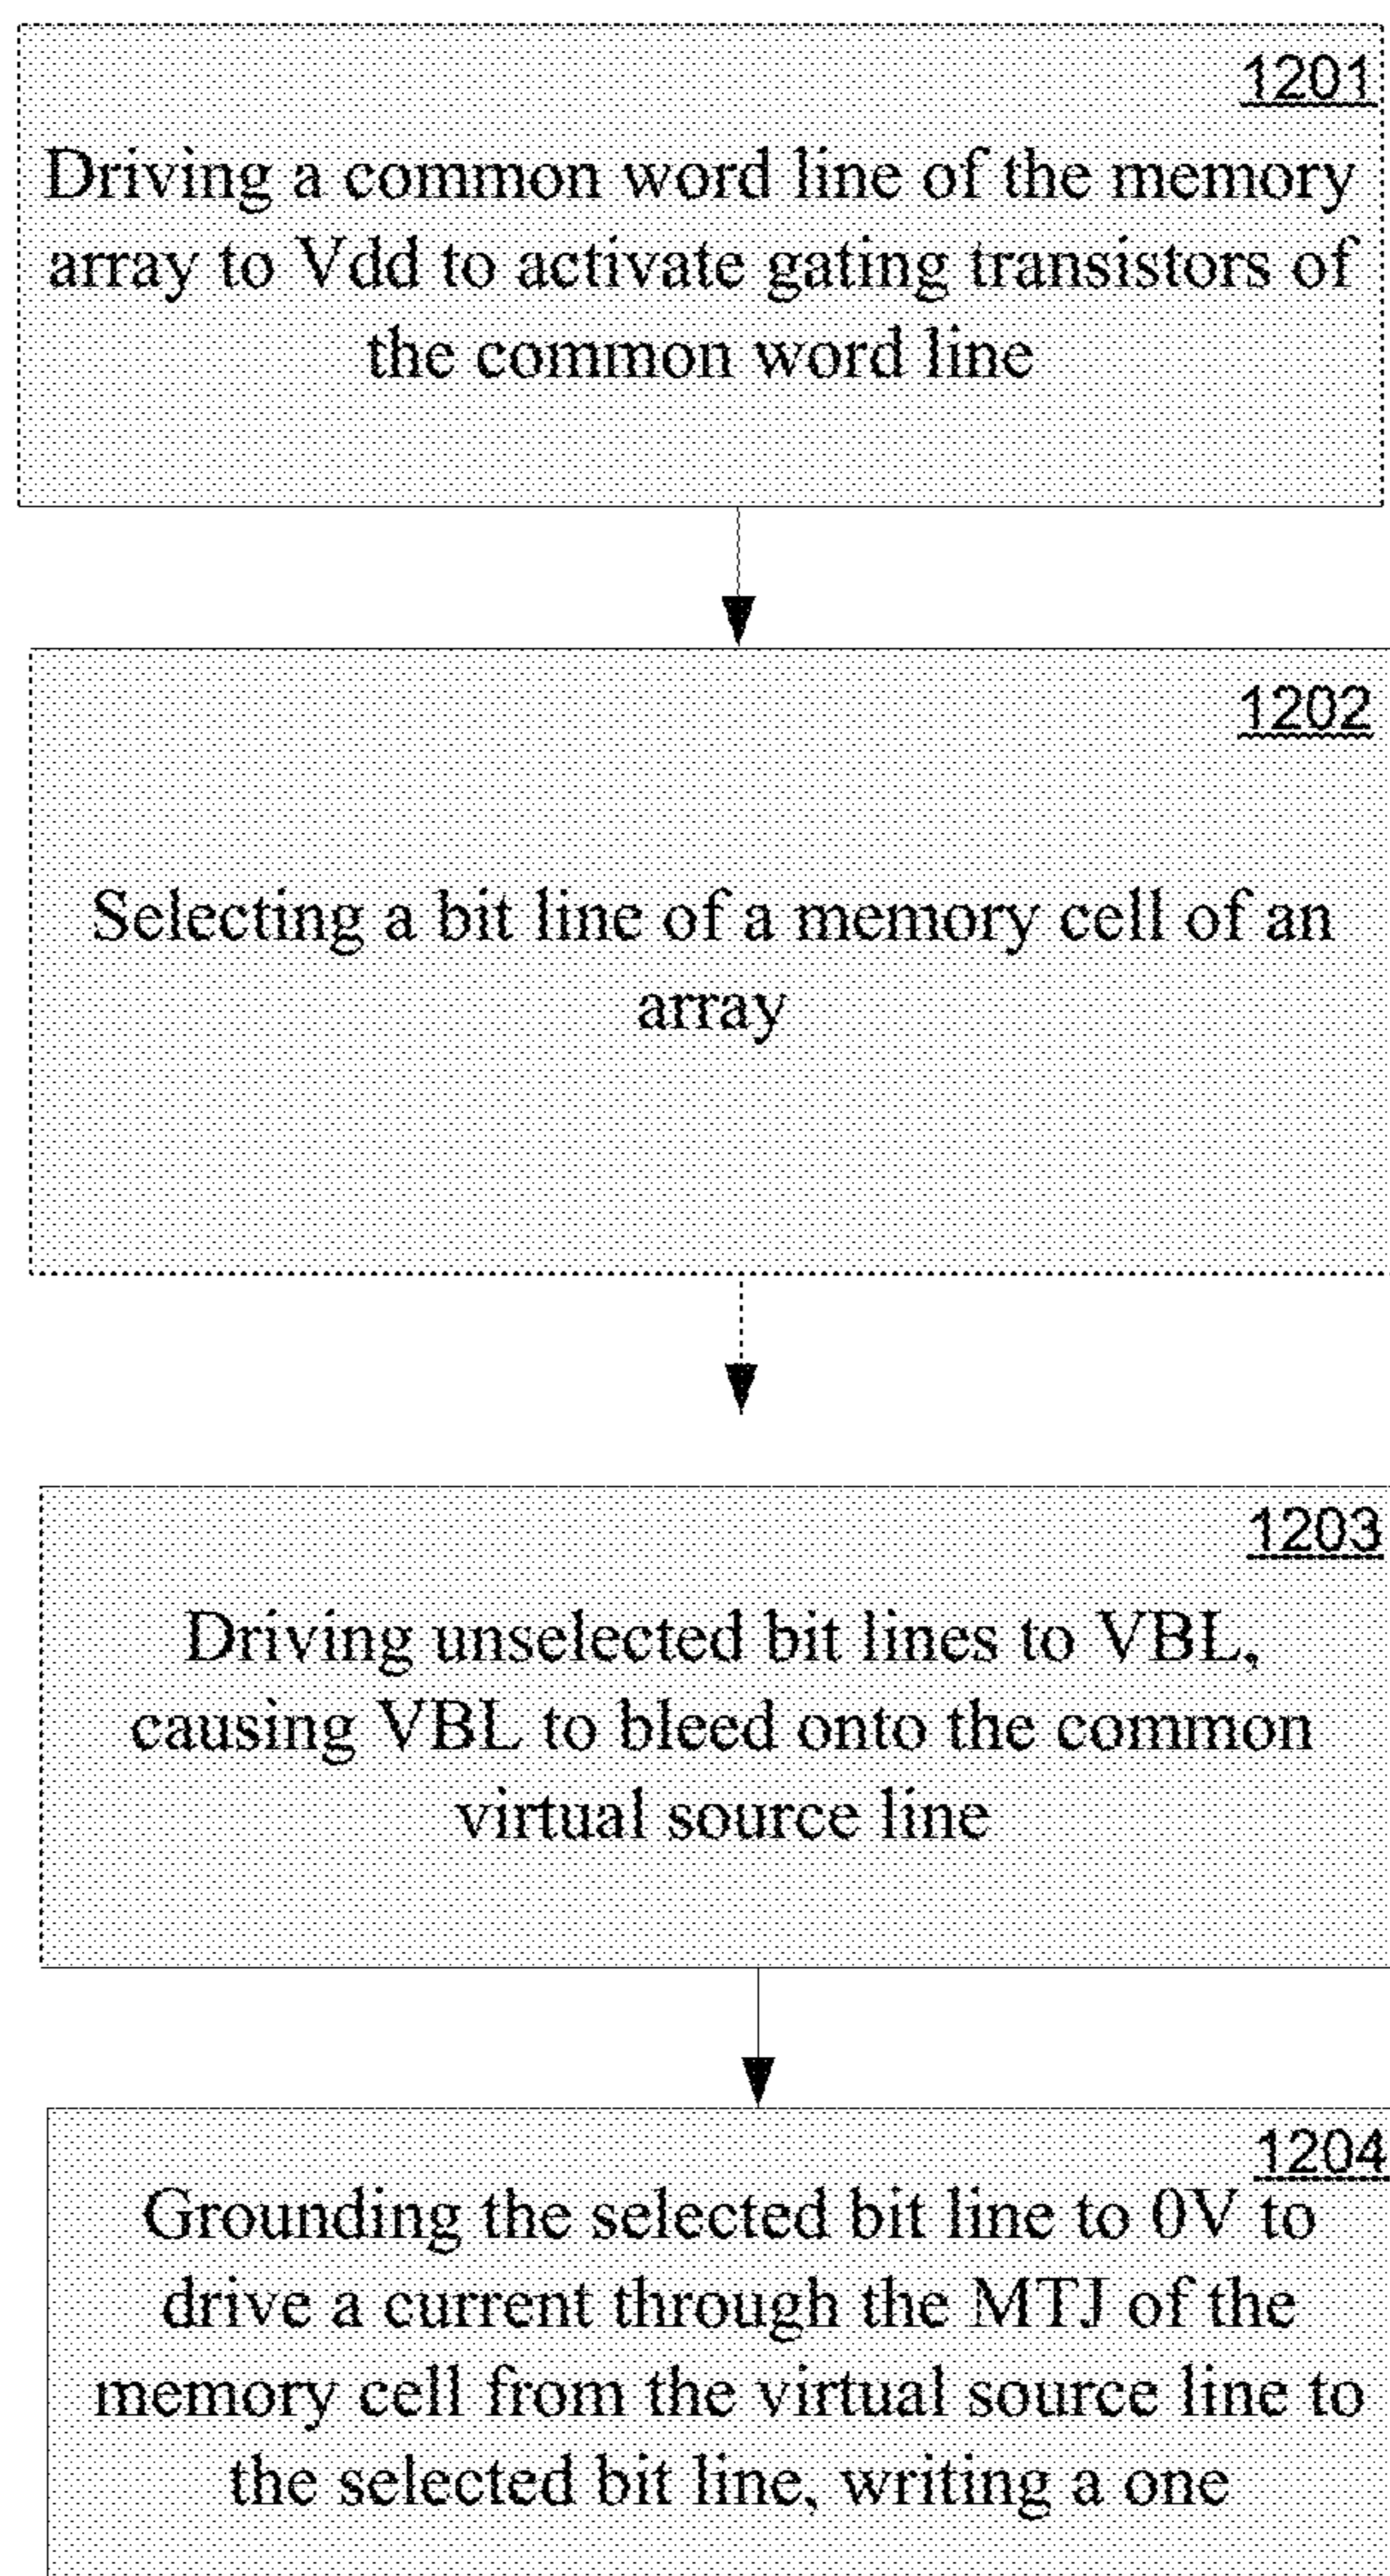 1201
Driving a common word line of the memory
array to Vdd to activate gating transistors of
the common word line
1202
Selecting a bit line of a memory cell of an
array
1203
Driving unselected bit lines to VBL,
causing VBL to bleed onto the common
virtual source line
1204
Grounding the selected bit line to 0V to
drive a current through the MTJ of the
memory cell from the virtual source line to
the selected bit line, writing a one